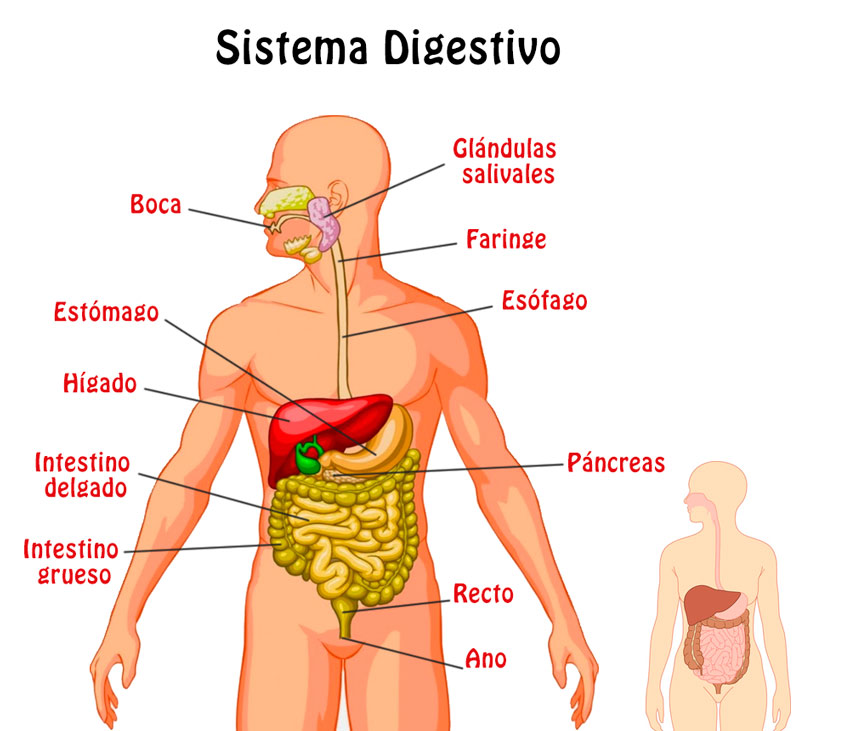 Sistema Digestivo
Glándulas
salivales
Boca
Faringe
Esófago
Estómago
Hígado
Intestino
delgado
Páncreas
Intestino
grueso
Recto
Ano